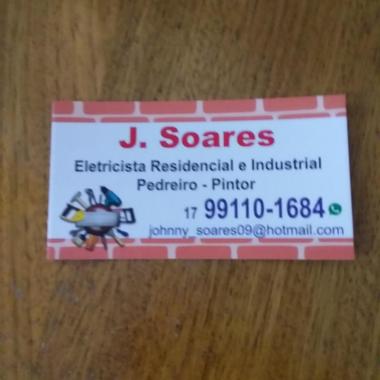 J. Soares
Eletricista Residencial e Industrial
Pedreiro - Pintor
17 99110-1684
johnny_soares09@hotmail.com